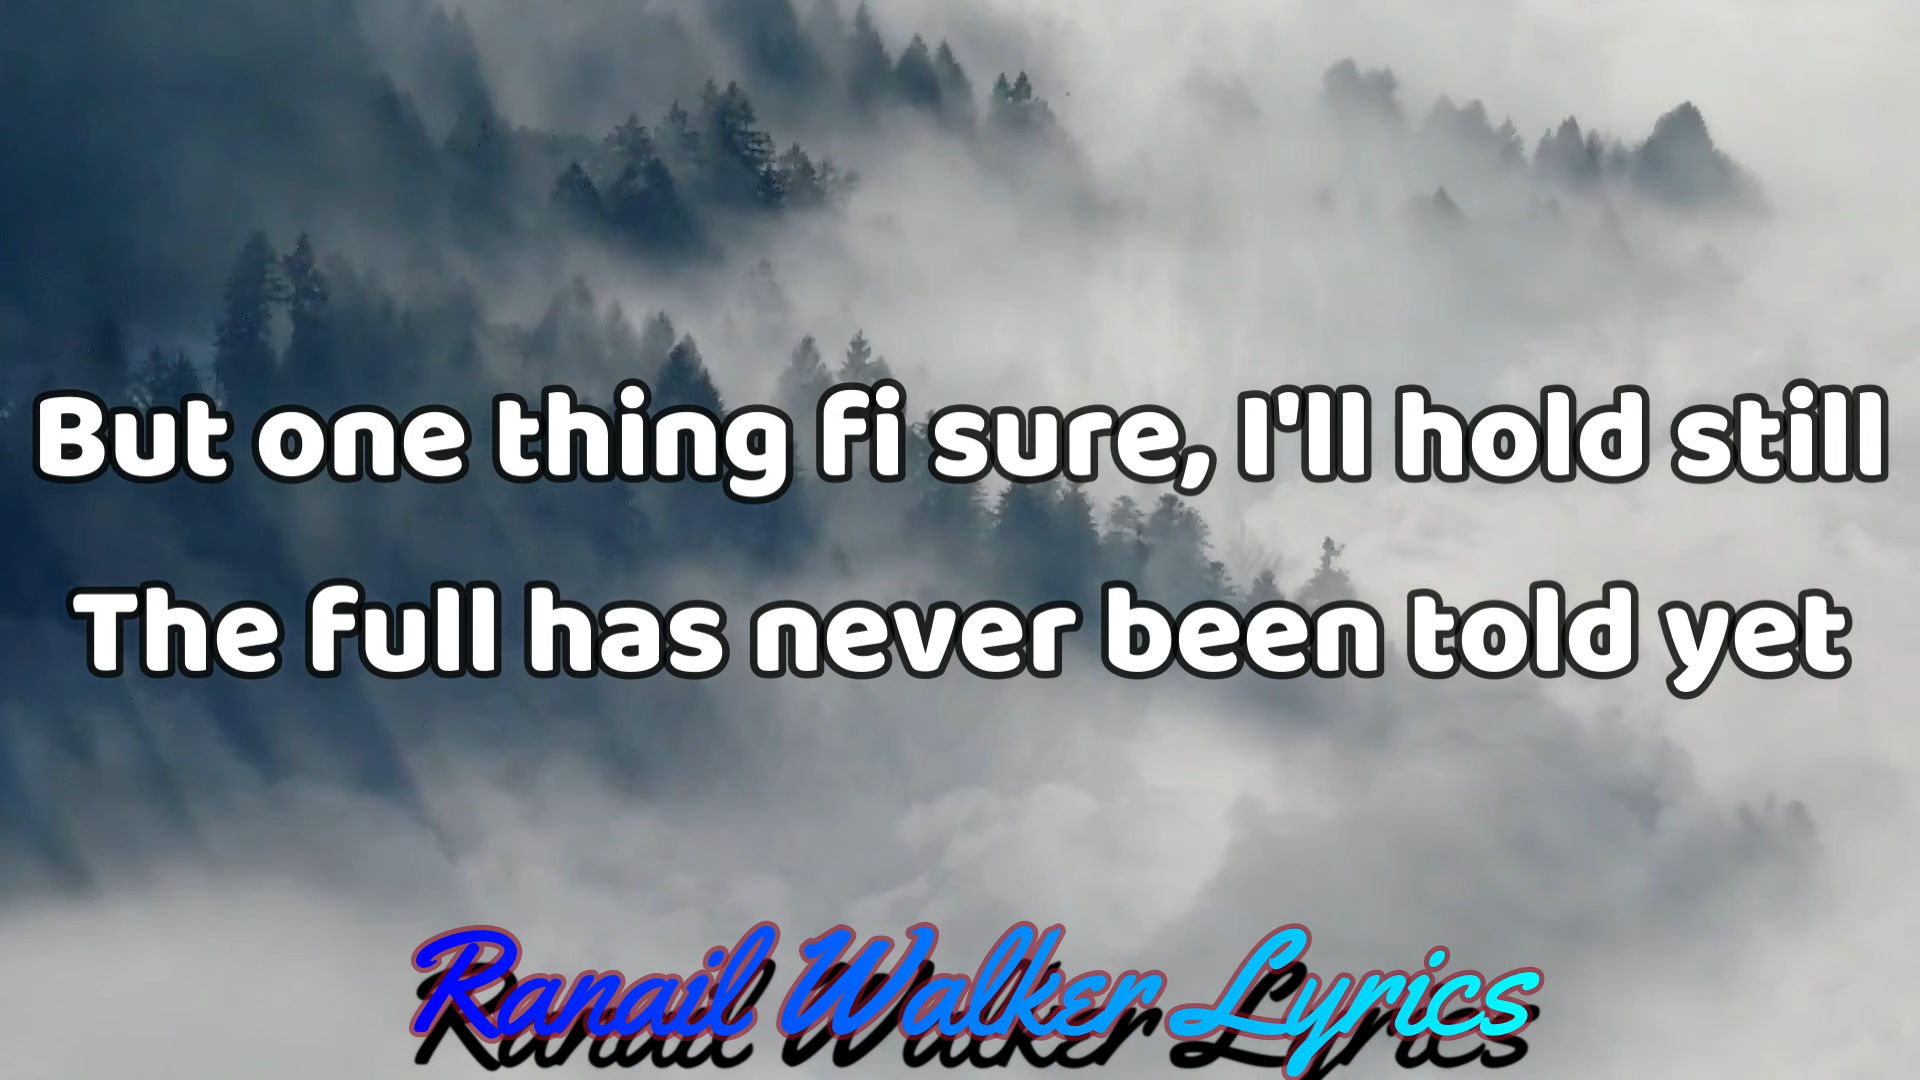 But one thing fi sure, I'll hold still
The full has never been told yet
Ranail Walker Lyrics